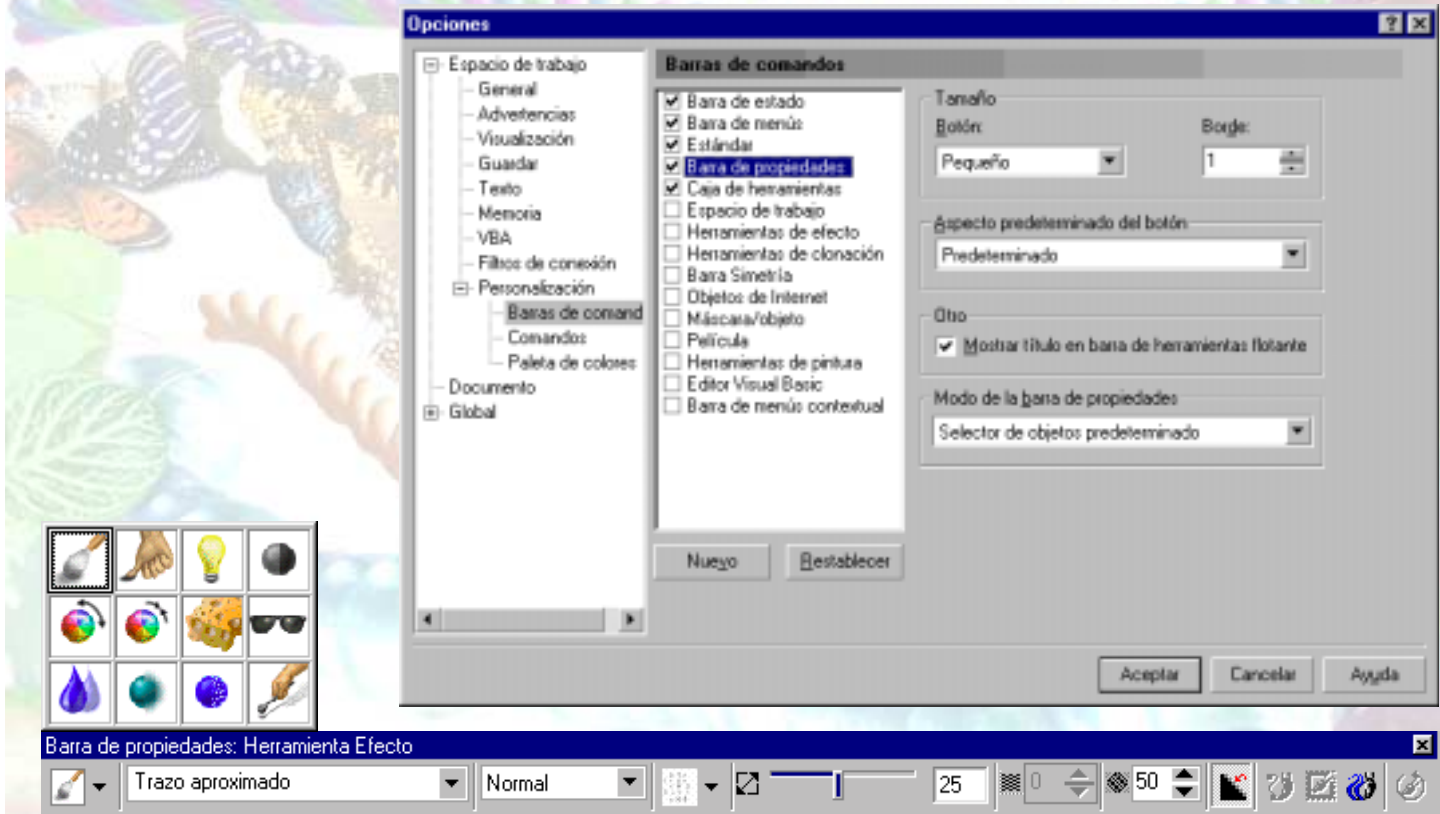 Opciones
Espacio de trabajo
General
Advertencias
Visualización
Guardar
Texto
Memoria
VBA
Filtros de conexión
Personalización
Barras de comand
Comandos
Paleta de colores
Documento
Global
Barras de comandos
Barra de estado
Barra de menús
Estándar
Barra de propiedades
Caja de herramientas
Espacio de trabajo
Herramientas de efecto
Herramientas de clonación
Barra Simetría
Objetos de Internet
Máscara/objeto
Película
Herramientas de pintura
Editor Visual Basic
Barra de menús contextual
Nuevo Restablecer
Tamaño
Botón: Borde:
Pequeño 1
Aspecto predeterminado del botón
Predeterminado
Otro
Mostrar título en barra de herramientas flotante
Modo de la barra de propiedades
Selector de objetos predeterminado
Aceptar Cancelar Ayuda
Barra de propiedades: Herramienta Efecto
Trazo aproximado Normal 25 0 50